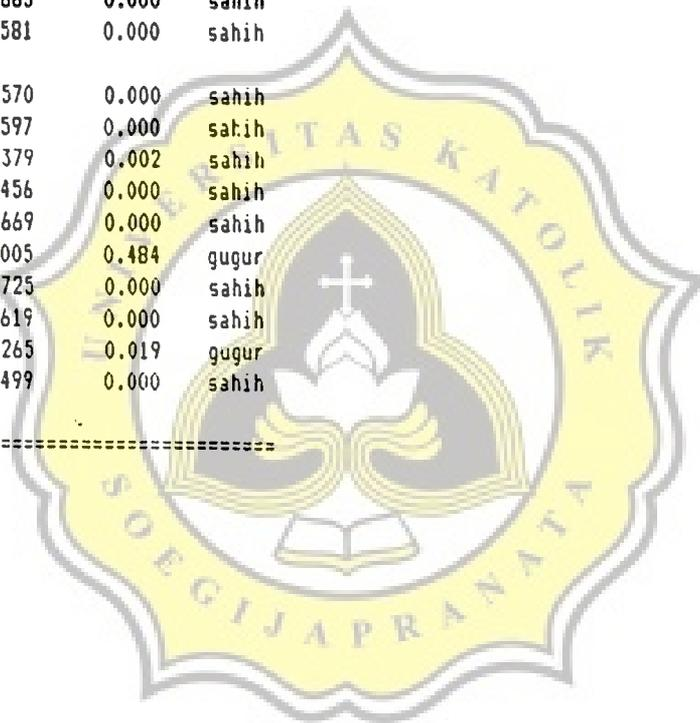 581 0.000 sahih
570 0.000 sahih
597 0.000 sahih
379 0.002 sahih
456 0.000 sahih
669 0.000 sahih
005 0.484 gugur
725 0.000 sahih
619 0.000 sahih
265 0.019 gugur
499 0.000 sahih
=========================
UNIVERSITAS KATOLIK
SOEGIJAPRANATA